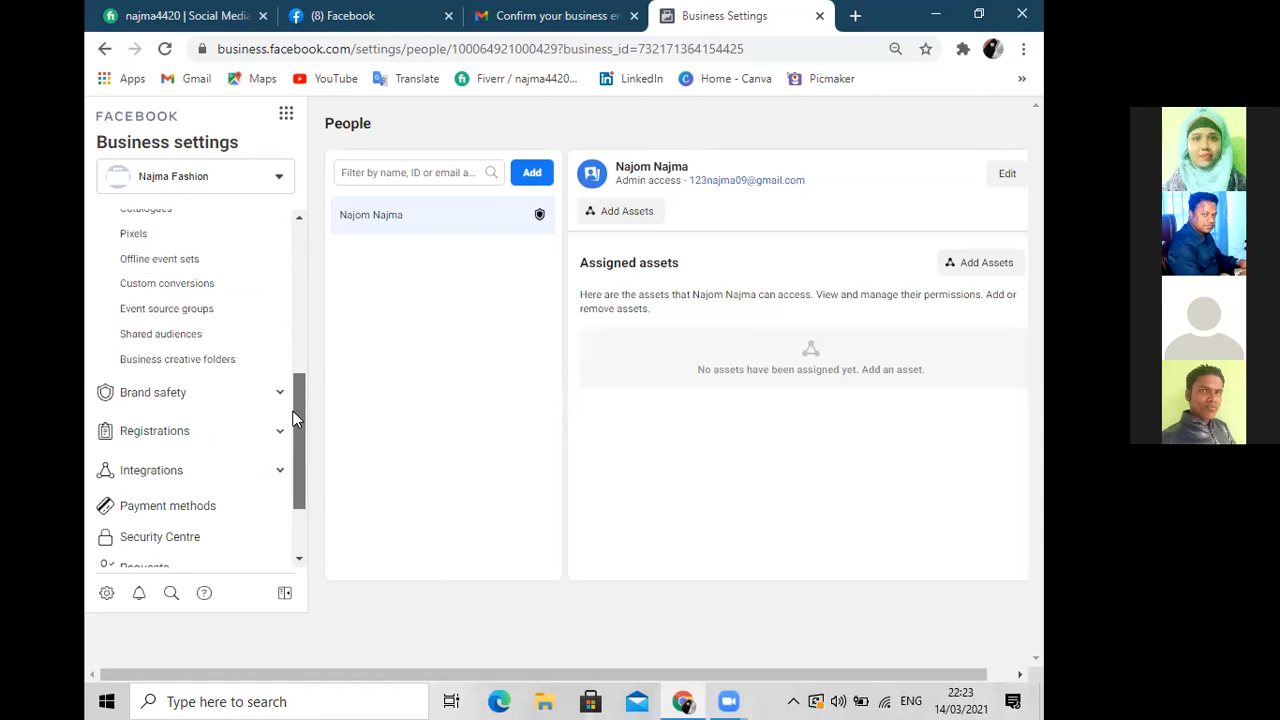 najma4420 | Social Media
(8) Facebook
Confirm your business e
Business Settings
business.facebook.com/settings/people/100064921000429?business_id=732171364154425
Apps
Gmail
Maps
YouTube
Translate
Fiverr / najma4420...
LinkedIn
Home - Canva
Picmaker
FACEBOOK
Business settings
Najma Fashion
Catalogues
Pixels
Offline event sets
Custom conversions
Event source groups
Shared audiences
Business creative folders
Brand safety
Registrations
Integrations
Payment methods
Security Centre
Requests
People
Filter by name, ID or email a...
Add
Najom Najma
Najom Najma
Admin access - 123najma09@gmail.com
Edit
Add Assets
Assigned assets
Add Assets
Here are the assets that Najom Najma can access. View and manage their permissions. Add or
remove assets.
No assets have been assigned yet. Add an asset.
Type here to search
ENG
22:23
14/03/2021